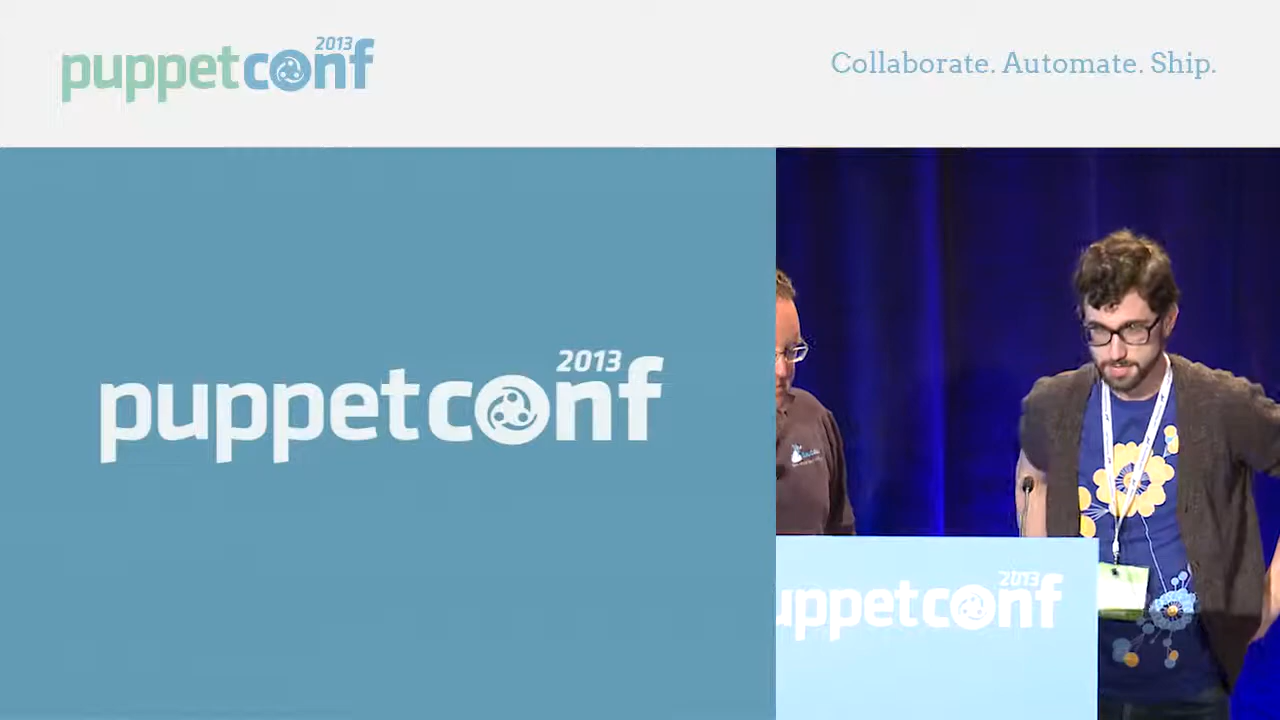 puppetconf 2013
Collaborate. Automate. Ship.
puppetconf 2013
uppetconf 2013